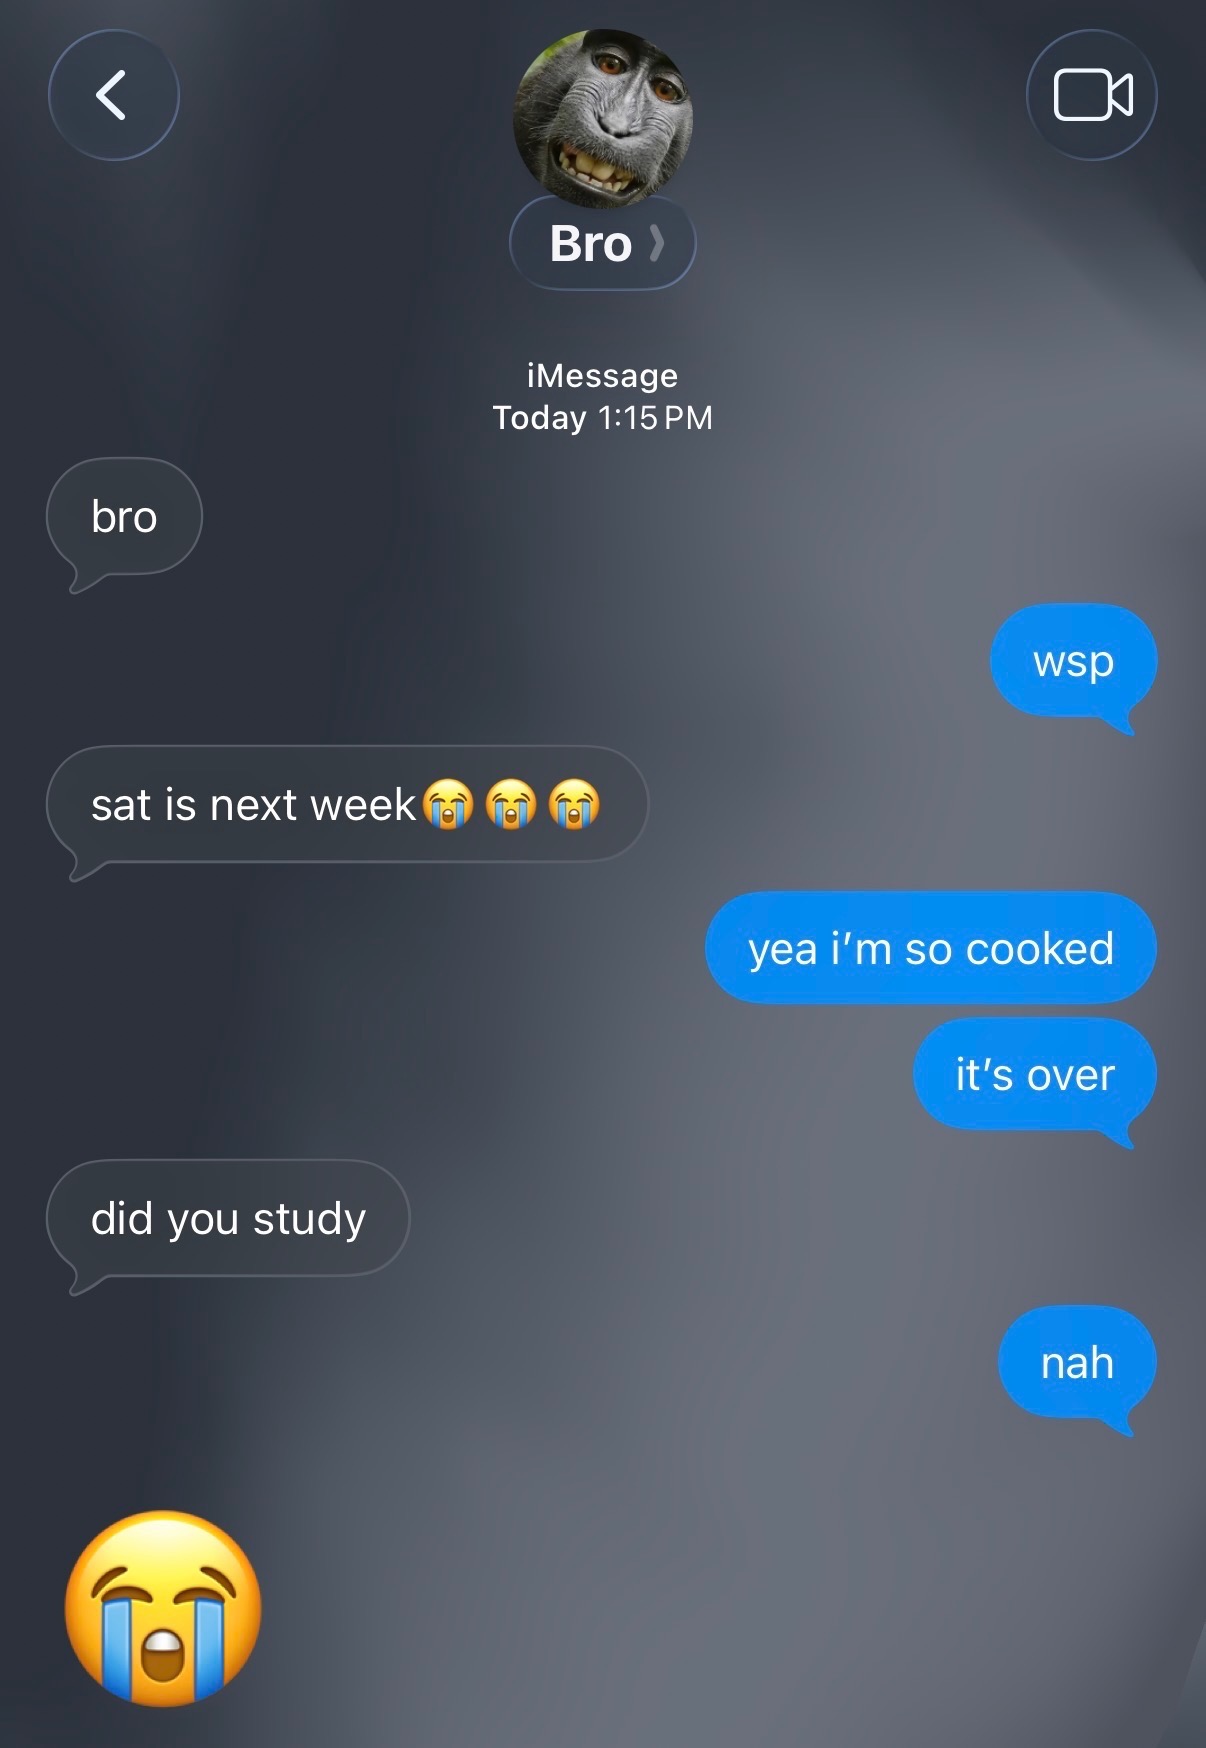 Bro
iMessage
Today 1:15 PM
bro
wsp
sat is next week😭😭😭
yea i’m so cooked
it’s over
did you study
nah
😭